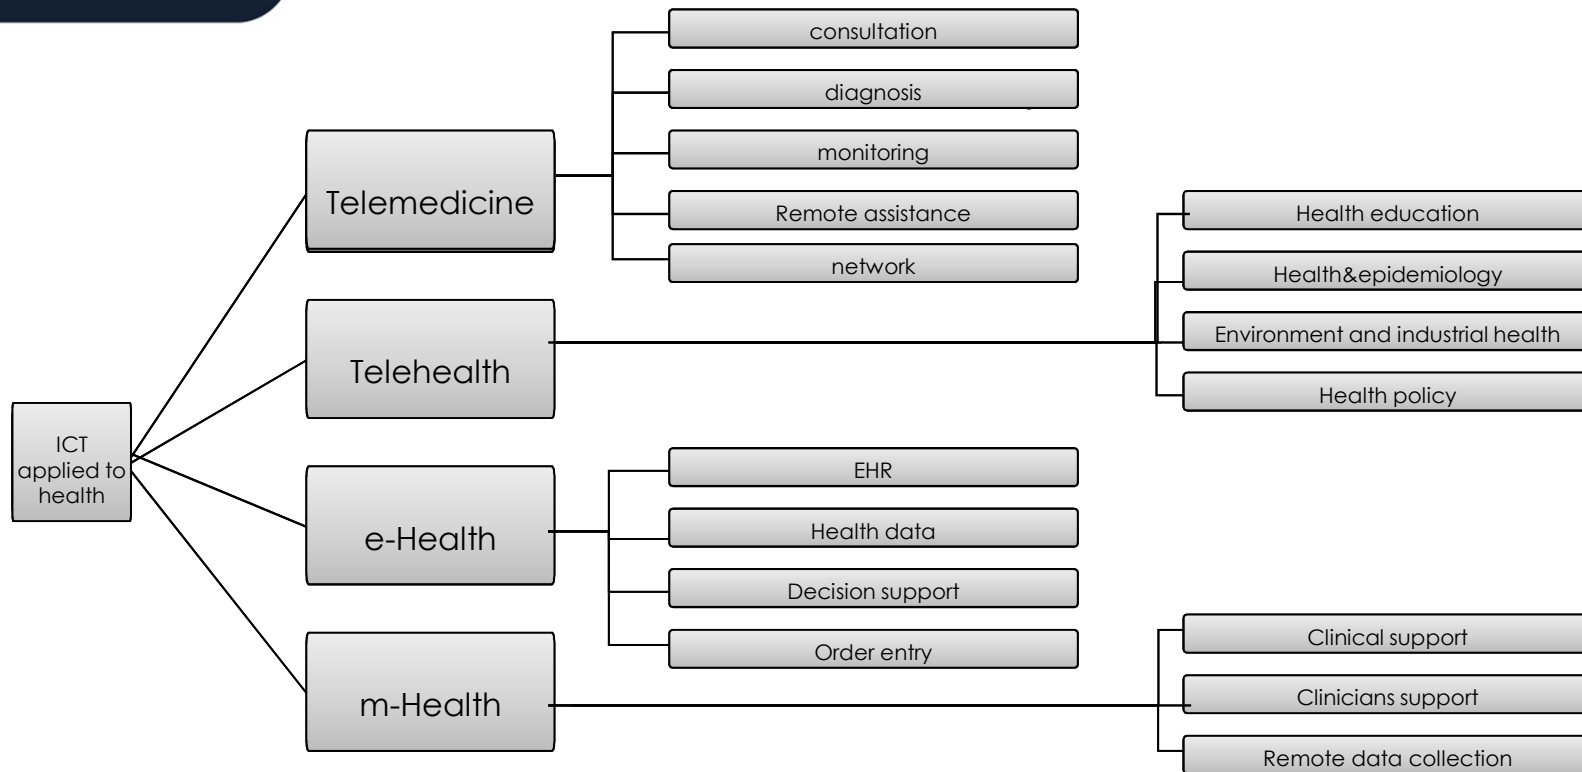 consultation
diagnosis
monitoring
Remote assistance
network
Telemedicine
Health education
Health&epidemiology
Environment and industrial health
Health policy
Telehealth
ICT
applied to
health
EHR
Health data
Decision support
Order entry
e-Health
Clinical support
Clinicians support
Remote data collection
m-Health